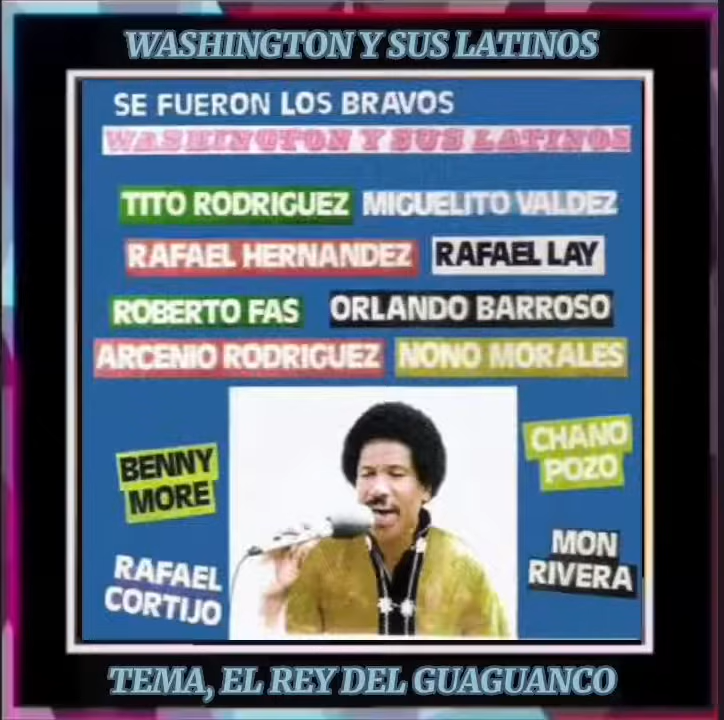 WASHINGTON Y SUS LATINOS
SE FUERON LOS BRAVOS
WASHINGTON Y SUS LATINOS
TITO RODRIGUEZ MIGUELITO VALDEZ
RAFAEL HERNANDEZ RAFAEL LAY
ROBERTO FAS ORLANDO BARROSO
ARCENIO RODRIGUEZ NONO MORALES
BENNY
MORE
CHANO
POZO
RAFAEL
CORTIJO
MON
RIVERA
TEMA, EL REY DEL GUAGUANCO